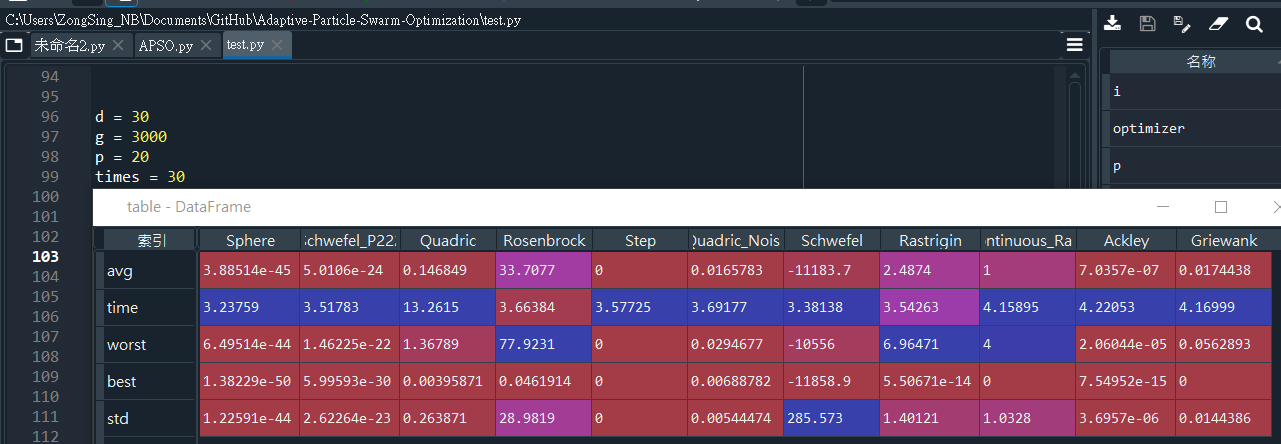 C:\Users\ZongSing_NB\Documents\GitHub\Adaptive-Particle-Swarm-Optimization\test.py
未命名2.py APSO.py test.py
名称
94
95
96 d = 30
97 g = 3000
98 p = 20
99 times = 30
100
101
102
103
104
105
106
107
108
109
110
111
112
i
optimizer
p
table - DataFrame
索引 Sphere chwefel_P22 Quadric Rosenbrock Step Quadric_Nois Schwefel Rastrigin ntinuous_Ra Ackley Griewank
avg 3.88514e-45 5.0106e-24 0.146849 33.7077 0 0.0165783 -11183.7 2.4874 1 7.0357e-07 0.0174438
time 3.23759 3.51783 13.2615 3.66384 3.57725 3.69177 3.38138 3.54263 4.15895 4.22053 4.16999
worst 6.49514e-44 1.46225e-22 1.36789 77.9231 0 0.0294677 -10556 6.96471 4 2.06044e-05 0.0562893
best 1.38229e-50 5.99593e-30 0.00395871 0.0461914 0 0.00688782 -11858.9 5.50671e-14 0 7.54952e-15 0
std 1.22591e-44 2.62264e-23 0.263871 28.9819 0 0.00544474 285.573 1.40121 1.0328 3.6957e-06 0.0144386